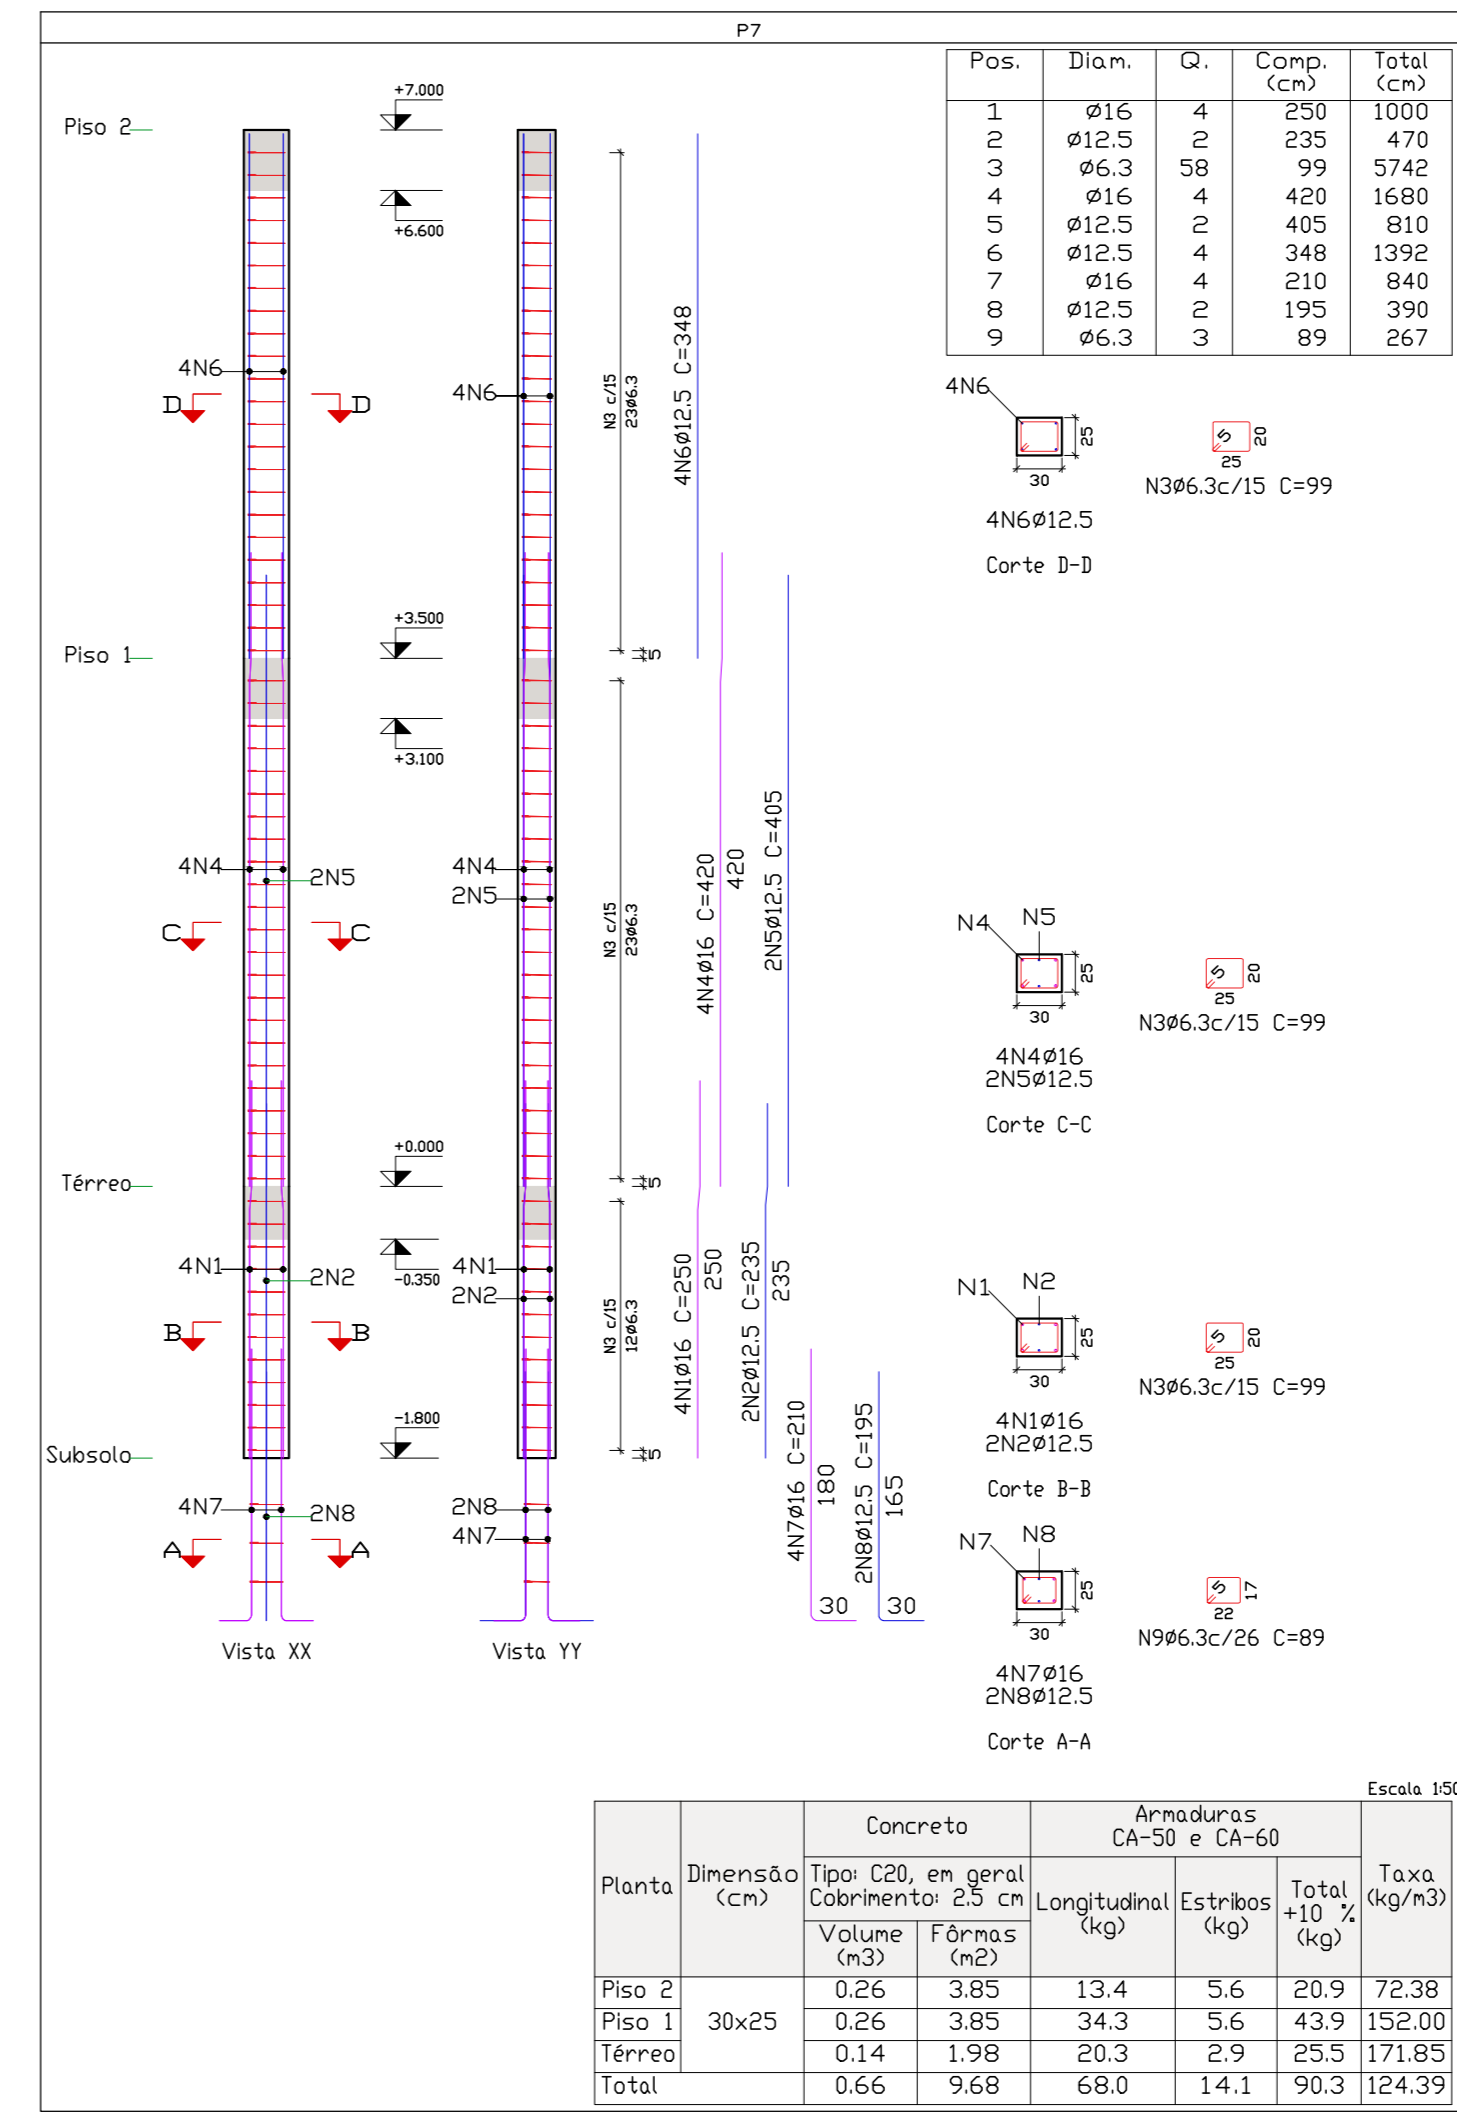 P7
Pos. Diam. Q. Comp. (cm) Total (cm)
1 Ø16 4 250 1000
2 Ø12.5 2 235 470
3 Ø6.3 58 99 5742
4 Ø16 4 420 1680
5 Ø12.5 2 405 810
6 Ø12.5 4 348 1392
7 Ø16 4 210 840
8 Ø12.5 2 195 390
9 Ø6.3 3 89 267
Piso 2
+7.000
+6.600
4N6
D D
4N6
N3 c/15
23Ø6.3
4N6Ø12.5 C=348
4N6
25
30
4N6Ø12.5
Corte D-D
5
20
25
N3Ø6.3c/15 C=99
Piso 1
+3.500
+3.100
5
4N4
2N5
C C
4N4
2N5
N3 c/15
23Ø6.3
4N4Ø16 C=420
420
2N5Ø12.5 C=405
N4 N5
25
30
4N4Ø16
2N5Ø12.5
Corte C-C
5
20
25
N3Ø6.3c/15 C=99
Térreo
+0.000
-0.350
5
4N1
2N2
B B
4N1
2N2
N3 c/15
12Ø6.3
4N1Ø16 C=250
250
2N2Ø12.5 C=235
235
N1 N2
25
30
4N1Ø16
2N2Ø12.5
Corte B-B
5
20
25
N3Ø6.3c/15 C=99
Subsolo
-1.800
5
4N7
2N8
A A
2N8
4N7
4N7Ø16 C=210
180
30
2N8Ø12.5 C=195
165
30
N7 N8
25
30
4N7Ø16
2N8Ø12.5
Corte A-A
5
17
22
N9Ø6.3c/26 C=89
Vista XX
Vista YY
Escala 1:50
Planta
Dimensão (cm)
Concreto
Tipo: C20, em geral
Cobrimento: 2.5 cm
Volume (m3)
Fôrmas (m2)
Armaduras
CA-50 e CA-60
Longitudinal (kg)
Estribos (kg)
Total +10 % (kg)
Taxa (kg/m3)
Piso 2 0.26 3.85 13.4 5.6 20.9 72.38
Piso 1 30x25 0.26 3.85 34.3 5.6 43.9 152.00
Térreo 0.14 1.98 20.3 2.9 25.5 171.85
Total 0.66 9.68 68.0 14.1 90.3 124.39